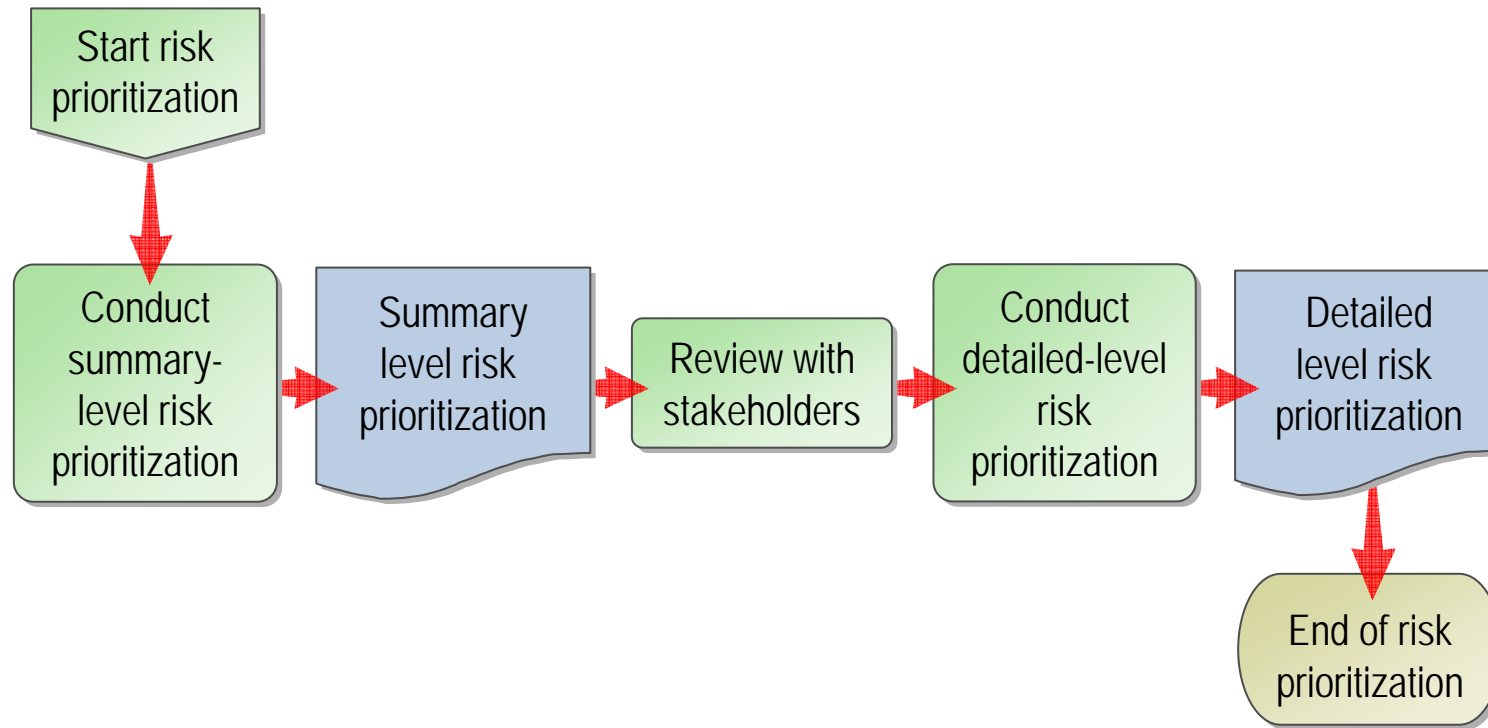 Start risk
prioritization
Conduct
summary-
level risk
prioritization
Summary
level risk
prioritization
Review with
stakeholders
Conduct
detailed-level
risk
prioritization
Detailed
level risk
prioritization
End of risk
prioritization